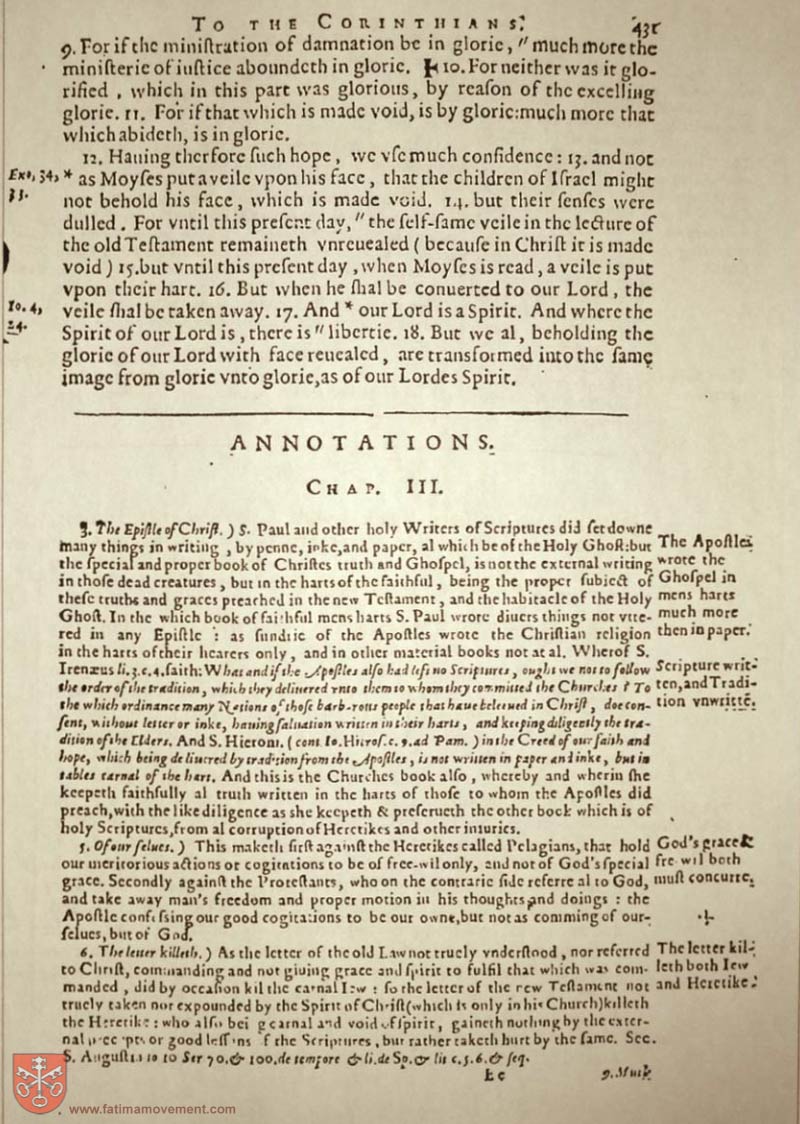 TO THE CORINTHIANS.
431
9. For if the miniſtration of damnation be in glorie, " much more the
miniſterie of iuſtice aboundeth in glorie. 10. For neither was it glo-
rified, which in this part was glorious, by reaſon of the excelling
glorie. 11. For if that which is made void, is by glorie: much more that
which abideth, is in glorie.
12. Hauing therfore ſuch hope, we vſe much confidence: 13. and not
Exo. 34, * as Moyſes put a veile vpon his face, that the children of Iſrael might
33. not behold his face, which is made void. 14. but their ſenſes were
dulled. For vntil this preſent day, " the ſelf-ſame veile in the lecture of
the old Teſtament remaineth vnreuealed (becauſe in Chriſt it is made
void) 15. but vntil this preſent day, when Moyſes is read, a veile is put
vpon their hart. 16. But when he ſhal be conuerted to our Lord, the
Io. 4, veile ſhal be taken away. 17. And * our Lord is a Spirit. And where the
24. Spirit of our Lord is, there is " libertie. 18. But we al, beholding the
glorie of our Lord with face reuealed, are transformed into the ſame
image from glorie vnto glorie, as of our Lordes Spirit.
ANNOTATIONS.
CHAP. III.
3. The Epiſtle of Chriſt.) S. Paul and other holy Writers of Scriptures did ſet downe
many things in writing, by penne, inke, and paper, al which be of the Holy Ghoſt: but
the ſpecial and proper book of Chriſtes truth and Ghoſpel, is not the external writing
in thoſe dead creatures, but in the harts of the faithful, being the proper ſubiect of
theſe truths and graces preached in the new Teſtament, and the habitacle of the Holy
Ghoſt. In the which book of faithful mens harts S. Paul wrote diuers things not vtte-
red in any Epiſtle: as ſundrie of the Apoſtles wrote the Chriſtian religion
in the harts of their hearers only, and in other material books not at al. Wherof S.
Irenæus li. 3. c. 4. ſaith: What and if the Apoſtles alſo had left no Scriptures, ought we not to follow
the order of the tradition, which they deliuered vnto them to whom they committed the Churches? To
the which ordinance many Nations of thoſe barbarous people that haue beleeued in Chriſt, doe con-
ſent, without letter or inke, hauing ſaluation written in their harts, and keeping diligently the tra-
dition of the Elders. And S. Hierom. (cont. Io. Hieroſ. c. 9. ad Pam.) in the Creed of our faith and
hope, which being deliuered by tradition from the Apoſtles, is not written in paper and inke, but in
tables carnal of the hart. And this is the Churches book alſo, whereby and wherin ſhe
keepeth faithfully al truth written in the harts of thoſe to whom the Apoſtles did
preach, with the like diligence as ſhe keepeth & preſerueth the other book which is of
holy Scriptures, from al corruption of Heretikes and other iniuries.
The Apoſtles
wrote the
Ghoſpel in
mens harts
much more
then in paper.
Scripture writ-
ten, and Tradi-
tion vnwritté.
5. Of our ſelues.) This maketh firſt againſt the Heretikes called Pelagians, that hold
our meritorious actions or cogitations to be of free-wil only, and not of God's ſpecial
grace. Secondly againſt the Proteſtants, who on the contrarie ſide referre al to God,
and take away man's freedom and proper motion in his thoughts and doings: the
Apoſtle confeſſing our good cogitations to be our owne, but not as comming of our-
ſelues, but of God.
God's grace &
fre wil both
muſt concurre.
6. The letter killeth.) As the letter of the old Law not truely vnderſtood, nor referred
to Chriſt, commanding and not giuing grace and ſpirit to fulfil that which was com-
manded, did by occaſion kil the carnal Iew: ſo the letter of the new Teſtament not
truely taken nor expounded by the Spirit of Chriſt (which is only in his Church) killeth
the Heretike: who alſo being carnal and void of ſpirit, gaineth nothing by the exter-
nal precepts or good leſſons of the Scriptures, but rather taketh hurt by the ſame. See
S. Auguſtin to 10 Ser 70. & 100. de tempore & li. de Sp. & lit c. 5. 6. & ſeq.
The letter kil-
leth both Iew
and Heretike.
Ee
9. Much
www.fatimamovement.com